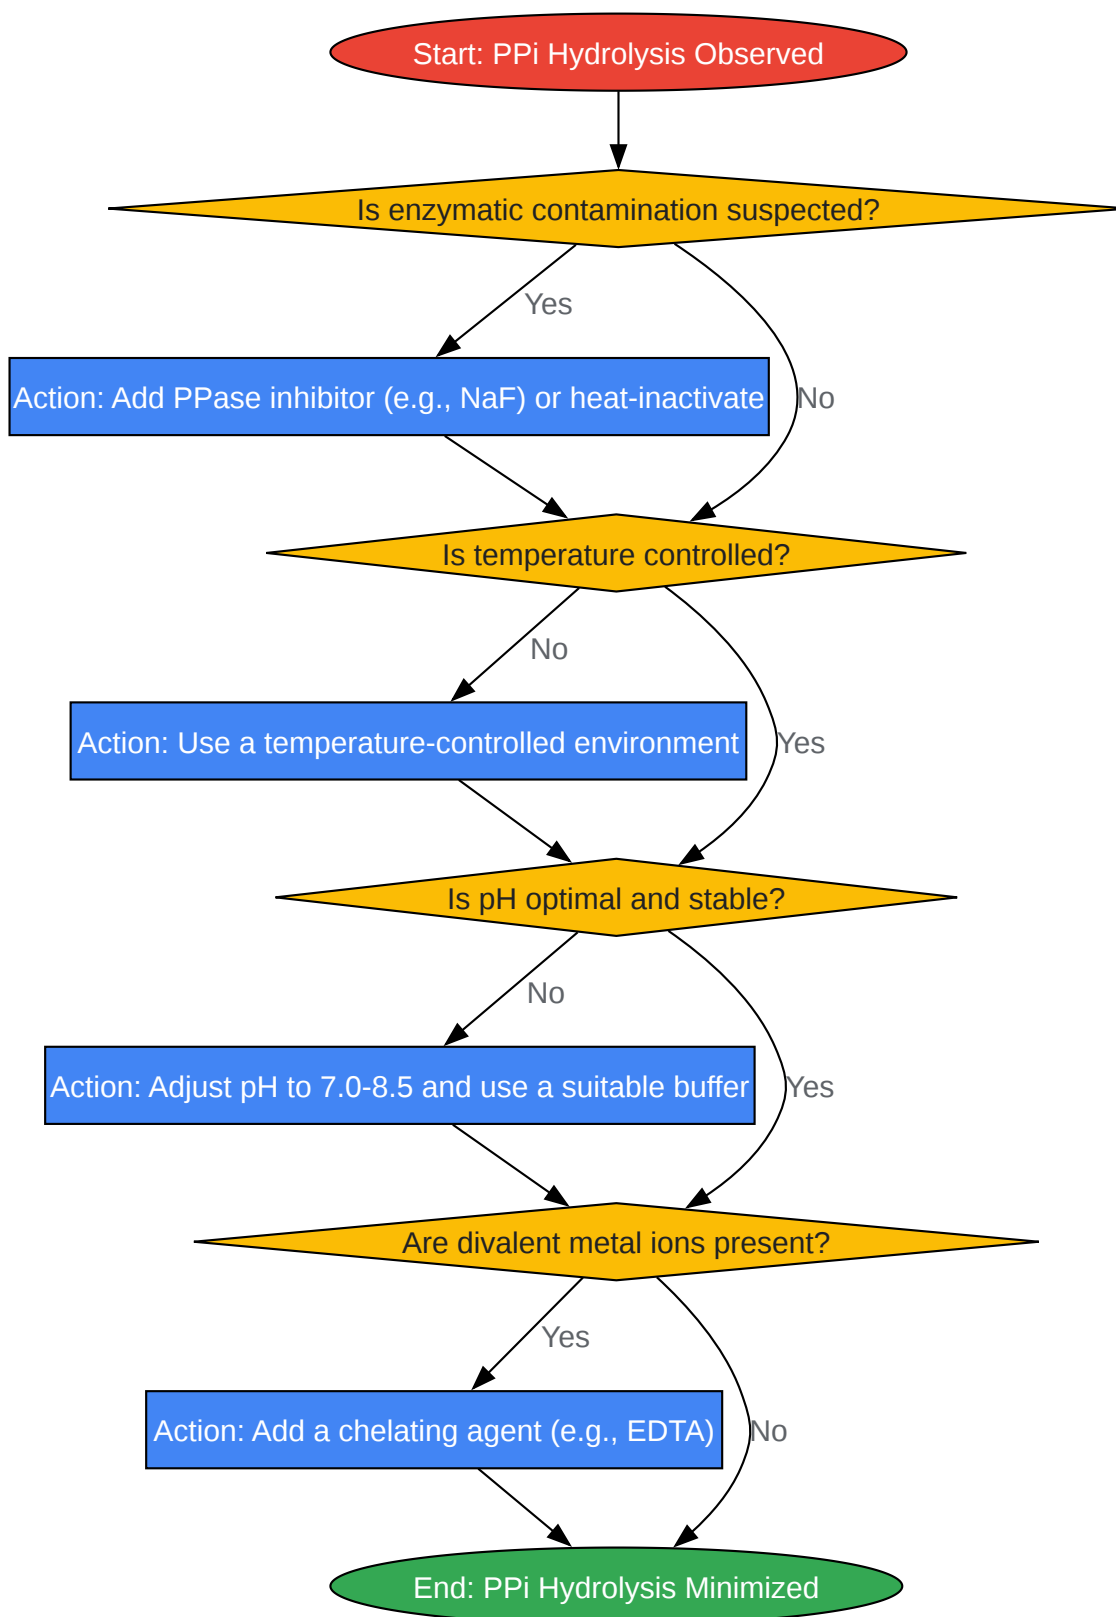 Start: PPi Hydrolysis Observed
Is enzymatic contamination suspected?
Yes
Action: Add PPase inhibitor (e.g., NaF) or heat-inactivate
No
Is temperature controlled?
No
Action: Use a temperature-controlled environment
Yes
Is pH optimal and stable?
No
Action: Adjust pH to 7.0-8.5 and use a suitable buffer
Yes
Are divalent metal ions present?
Yes
Action: Add a chelating agent (e.g., EDTA)
No
End: PPi Hydrolysis Minimized